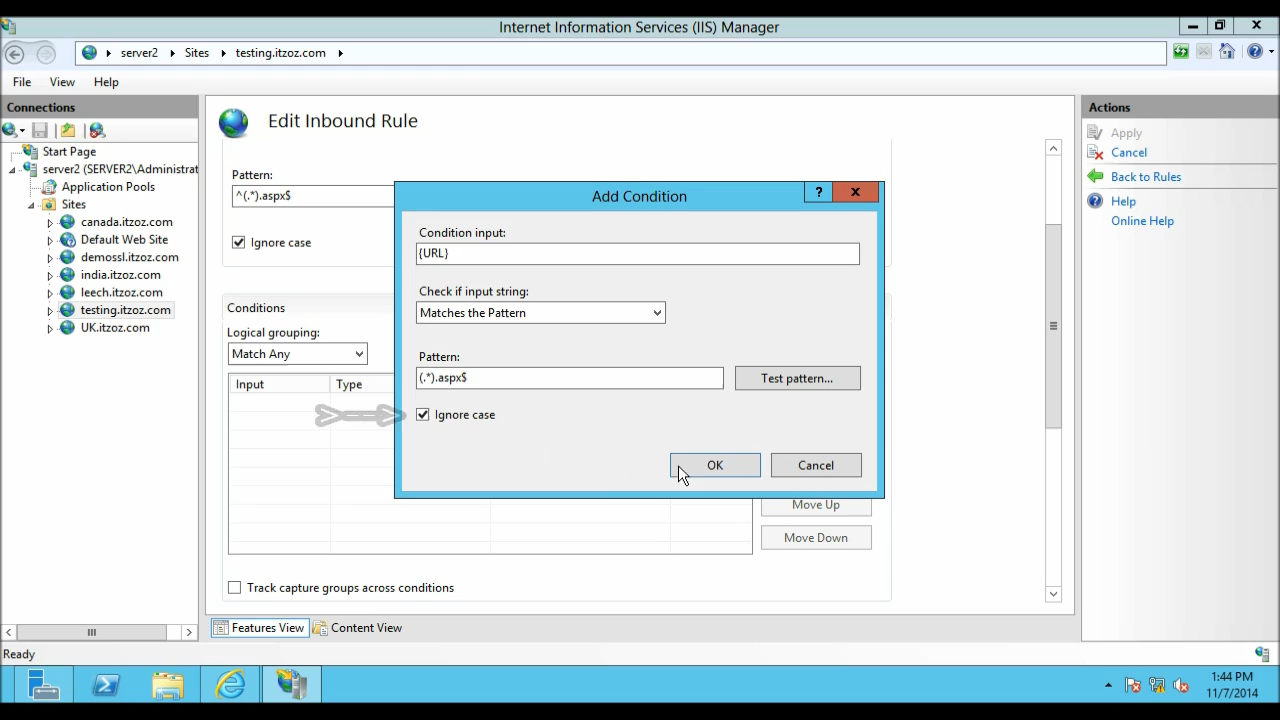 Internet Information Services (IIS) Manager
server2 Sites testing.itzoz.com
File View Help
Connections
Start Page
server2 (SERVER2\Administrat
Application Pools
Sites
canada.itzoz.com
Default Web Site
demossl.itzoz.com
india.itzoz.com
leech.itzoz.com
testing.itzoz.com
UK.itzoz.com
Edit Inbound Rule
Pattern:
^(.*).aspx$
Ignore case
Conditions
Logical grouping:
Match Any
Input Type
Move Up
Move Down
Track capture groups across conditions
Add Condition
?
Condition input:
{URL}
Check if input string:
Matches the Pattern
Pattern:
(.*).aspx$
Test pattern...
Ignore case
OK Cancel
Features View Content View
Actions
Apply
Cancel
Back to Rules
Help
Online Help
Ready
1:44 PM
11/7/2014